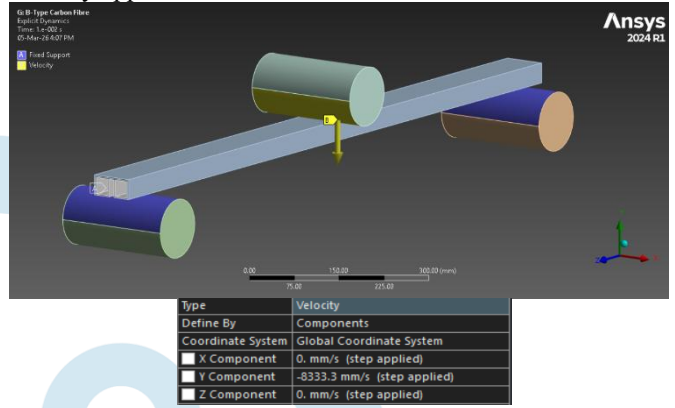 G: B-Type Carbon Fibre
Explicit Dynamics
Time: 1.e-002 s
05-Mar-26 4:07 PM
A Fixed Support
Velocity
Ansys
2024 R1
B
A
0.00 150.00 300.00 (mm)
75.00 225.00
Type Velocity
Define By Components
Coordinate System Global Coordinate System
X Component 0. mm/s (step applied)
Y Component -8333.3 mm/s (step applied)
Z Component 0. mm/s (step applied)